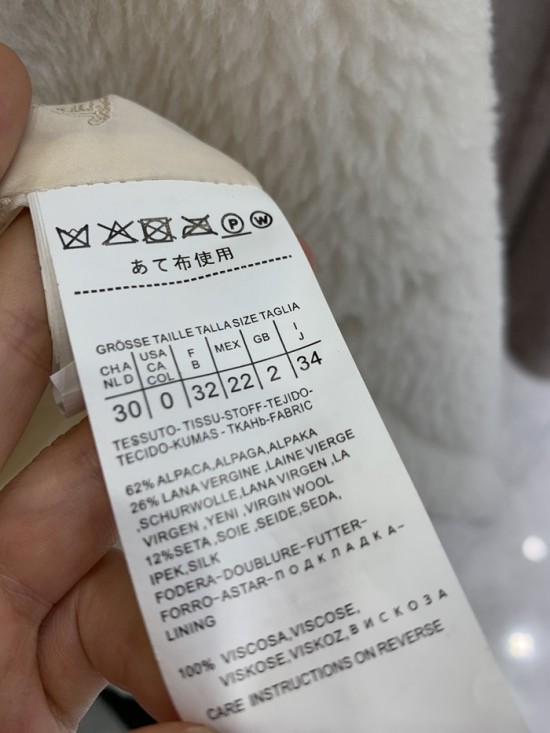 P W
あて布使用
GRÖSSE TAILLE TALLA SIZE TAGLIA
CH A NL D USA CA COL F B MEX GB I J
30 0 32 22 2 34
TESSUTO-TISSU-STOFF-TEJIDO-
TECIDO-KUMAS-TKAHb-FABRIC
62% ALPACA,ALPAGA,ALPAKA
26% LANA VERGINE ,LAINE VIERGE
,SCHURWOLLE,LANA VIRGEN ,LA
VIRGEN ,YENI ,VIRGIN WOOL
12%SETA ,SOIE ,SEIDE,SEDA,
IPEK,SILK
FODERA-DOUBLURE-FUTTER-
FORRO-ASTAR-ПОДКЛАДКА-
LINING
100% VISCOSA,VISCOSE,
VISKOSE,VISKOZ,ВИСКОЗА
CARE INSTRUCTIONS ON REVERSE